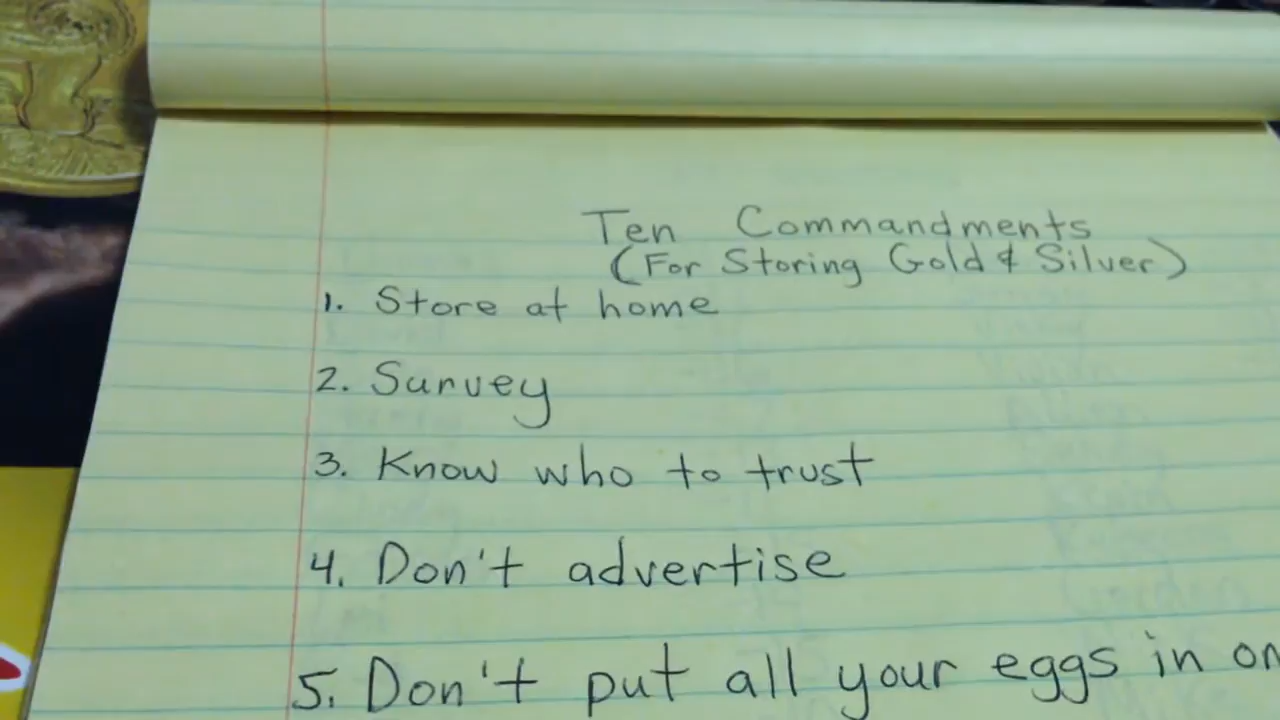 Ten Commandments
(For Storing Gold & Silver)
1. Store at home
2. Survey
3. Know who to trust
4. Don't advertise
5. Don't put all your eggs in on